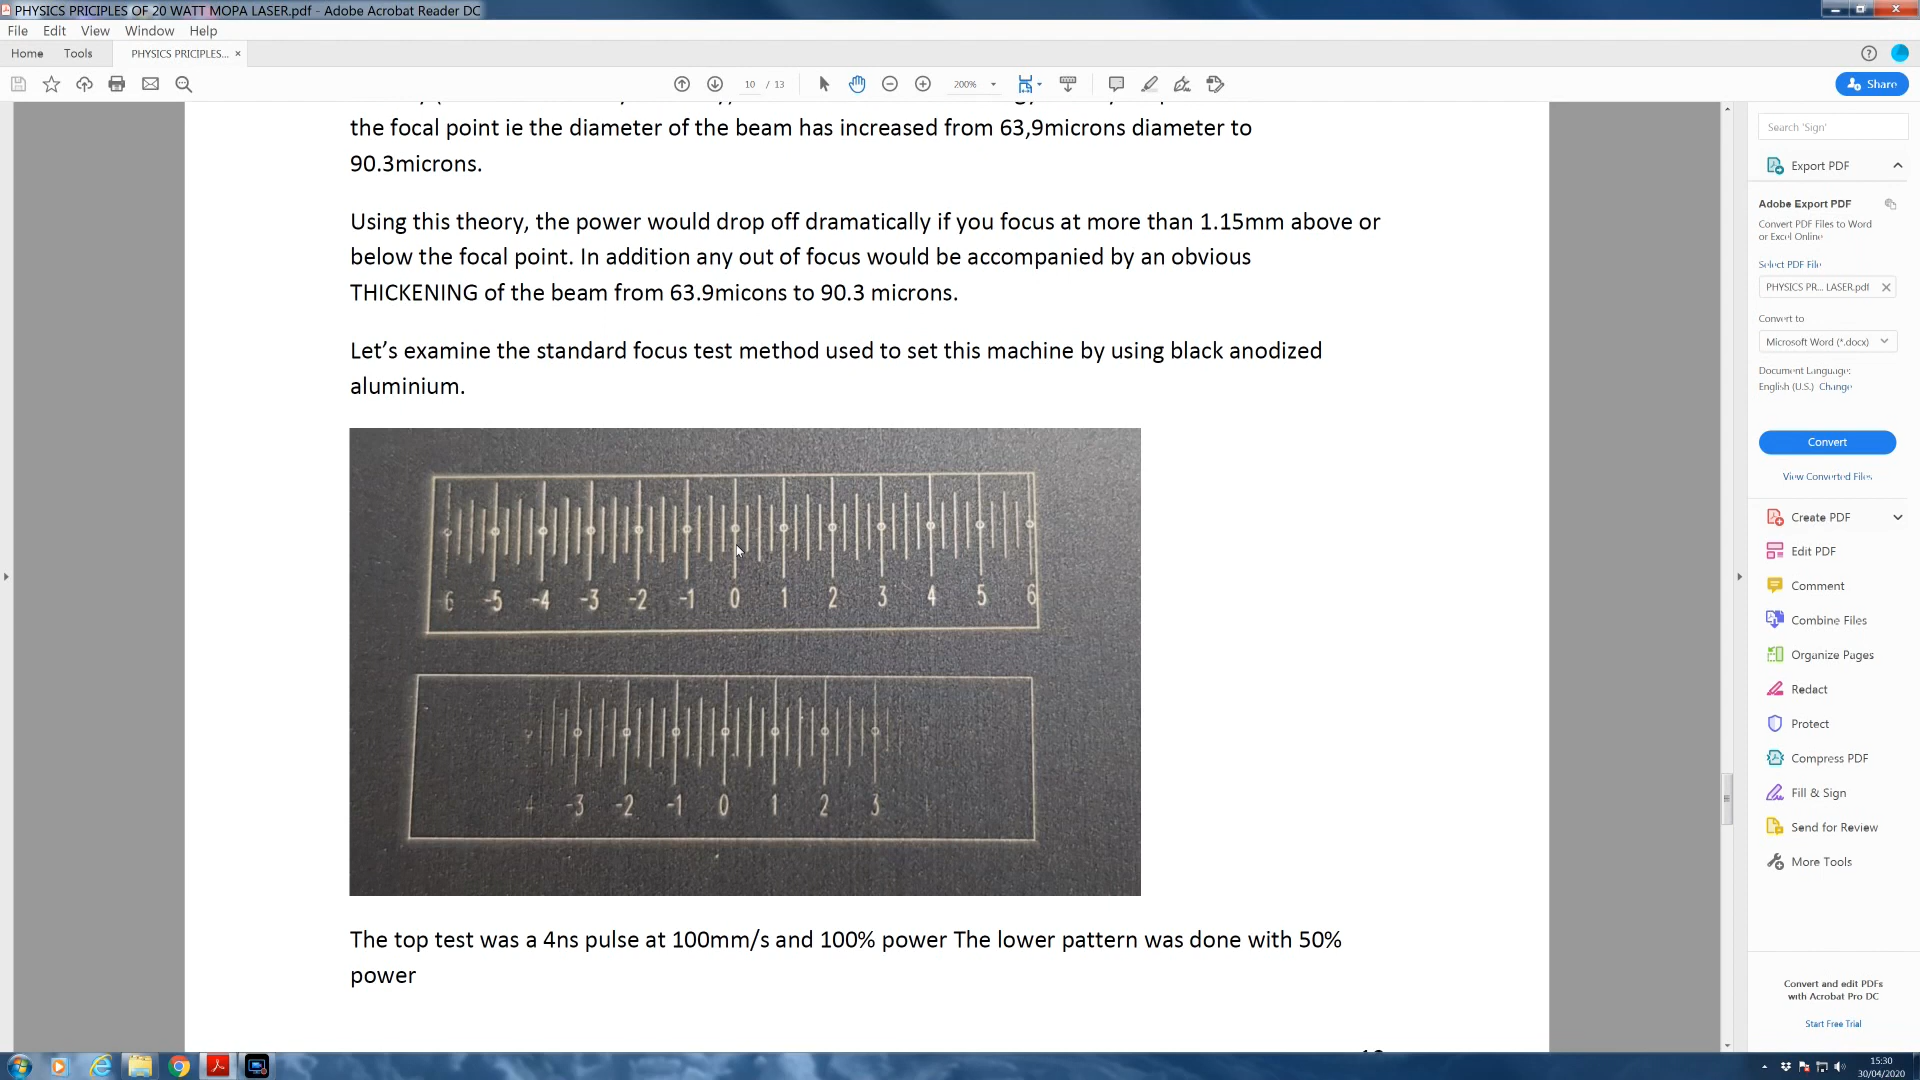 PHYSICS PRICIPLES OF 20 WATT MOPA LASER.pdf - Adobe Acrobat Reader DC
File Edit View Window Help
Home Tools PHYSICS PRICIPLES... ×
10 / 13 200% Share
the focal point ie the diameter of the beam has increased from 63,9microns diameter to
90.3microns.
Using this theory, the power would drop off dramatically if you focus at more than 1.15mm above or
below the focal point. In addition any out of focus would be accompanied by an obvious
THICKENING of the beam from 63.9micons to 90.3 microns.
Let’s examine the standard focus test method used to set this machine by using black anodized
aluminium.
-6 -5 -4 -3 -2 -1 0 1 2 3 4 5 6
4 -3 -2 -1 0 1 2 3
The top test was a 4ns pulse at 100mm/s and 100% power The lower pattern was done with 50%
power
Search 'Sign'
Export PDF
Adobe Export PDF
Convert PDF Files to Word
or Excel Online
Select PDF File
PHYSICS PR... LASER.pdf
Convert to
Microsoft Word (*.docx)
Document Language:
English (U.S.) Change
Convert
View Converted Files
Create PDF
Edit PDF
Comment
Combine Files
Organize Pages
Redact
Protect
Compress PDF
Fill & Sign
Send for Review
More Tools
Convert and edit PDFs
with Acrobat Pro DC
Start Free Trial
15:30
30/04/2020